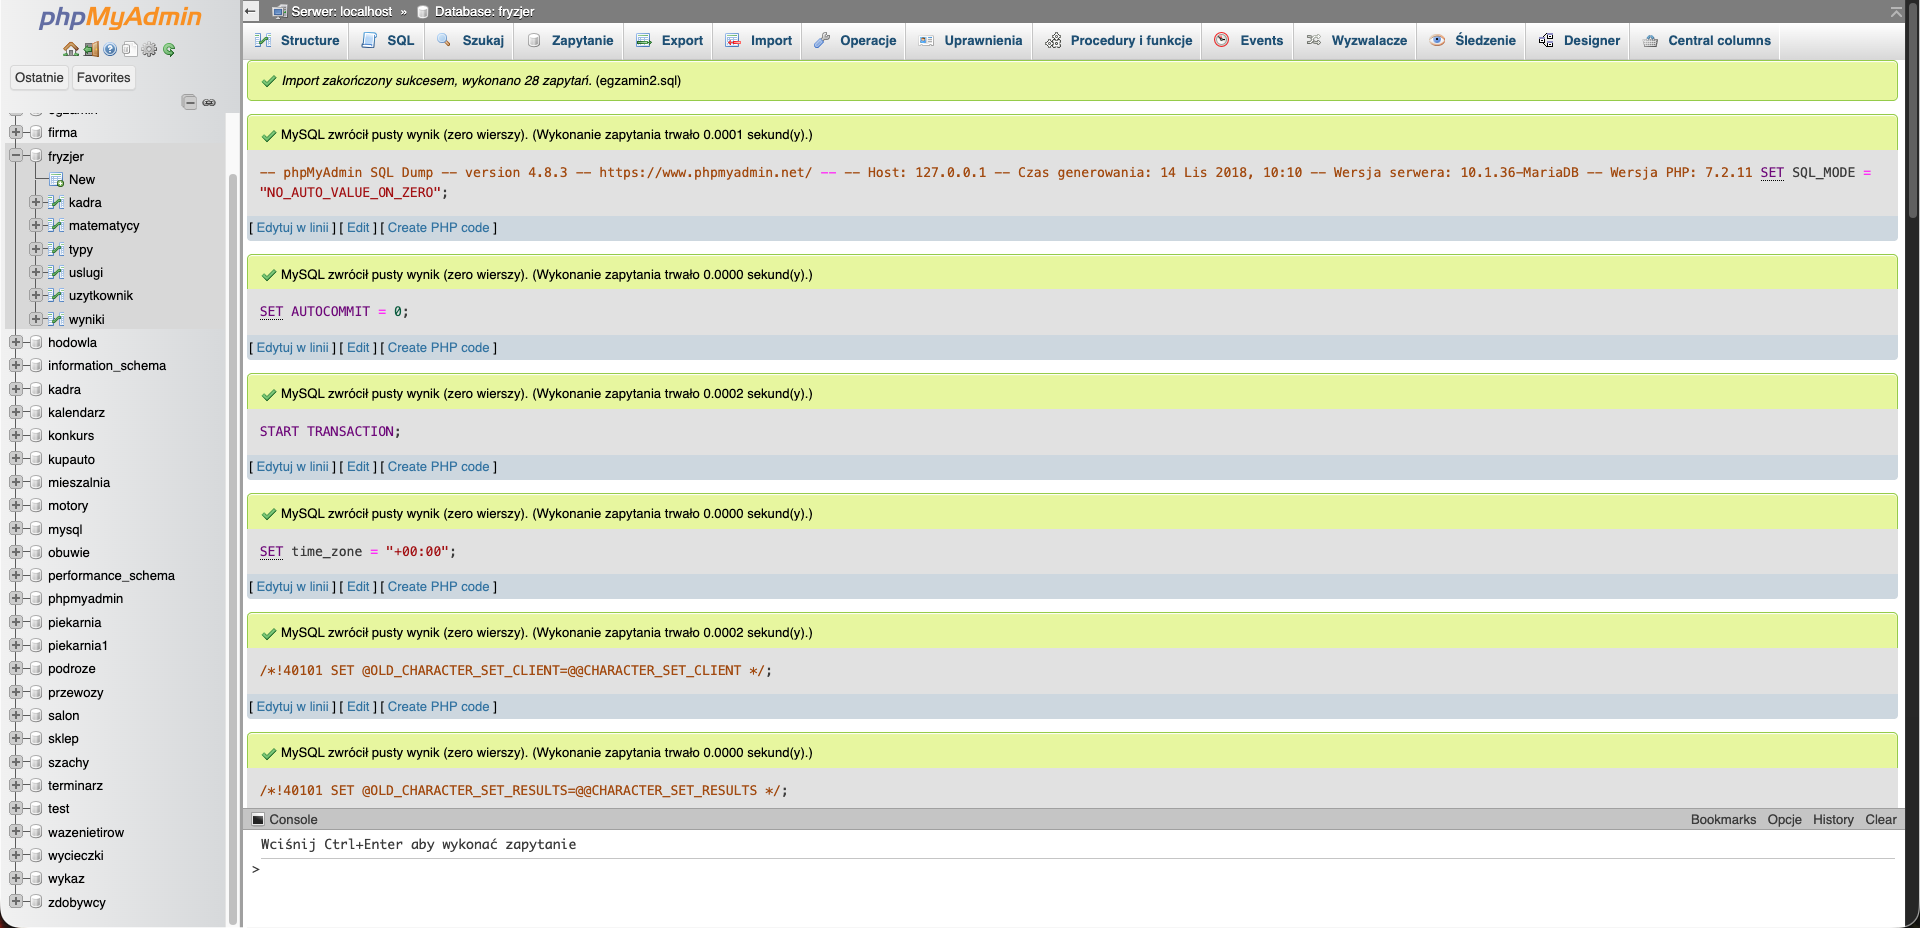 phpMyAdmin
Ostatnie Favorites
firma
fryzjer
New
kadra
matematycy
typy
uslugi
uzytkownik
wyniki
hodowla
information_schema
kadra
kalendarz
konkurs
kupauto
mieszalnia
motory
mysql
obuwie
performance_schema
phpmyadmin
piekarnia
piekarnia1
podroze
przewozy
salon
sklep
szachy
terminarz
test
wazenietirow
wycieczki
wykaz
zdobywcy
Serwer: localhost » Database: fryzjer
Structure SQL Szukaj Zapytanie Export Import Operacje Uprawnienia Procedury i funkcje Events Wyzwalacze Śledzenie Designer Central columns
Import zakończony sukcesem, wykonano 28 zapytań. (egzamin2.sql)
MySQL zwrócił pusty wynik (zero wierszy). (Wykonanie zapytania trwało 0.0001 sekund(y).)
-- phpMyAdmin SQL Dump -- version 4.8.3 -- https://www.phpmyadmin.net/ -- -- Host: 127.0.0.1 -- Czas generowania: 14 Lis 2018, 10:10 -- Wersja serwera: 10.1.36-MariaDB -- Wersja PHP: 7.2.11 SET SQL_MODE =
"NO_AUTO_VALUE_ON_ZERO";
[ Edytuj w linii ] [ Edit ] [ Create PHP code ]
MySQL zwrócił pusty wynik (zero wierszy). (Wykonanie zapytania trwało 0.0000 sekund(y).)
SET AUTOCOMMIT = 0;
[ Edytuj w linii ] [ Edit ] [ Create PHP code ]
MySQL zwrócił pusty wynik (zero wierszy). (Wykonanie zapytania trwało 0.0002 sekund(y).)
START TRANSACTION;
[ Edytuj w linii ] [ Edit ] [ Create PHP code ]
MySQL zwrócił pusty wynik (zero wierszy). (Wykonanie zapytania trwało 0.0000 sekund(y).)
SET time_zone = "+00:00";
[ Edytuj w linii ] [ Edit ] [ Create PHP code ]
MySQL zwrócił pusty wynik (zero wierszy). (Wykonanie zapytania trwało 0.0002 sekund(y).)
/*!40101 SET @OLD_CHARACTER_SET_CLIENT=@@CHARACTER_SET_CLIENT */;
[ Edytuj w linii ] [ Edit ] [ Create PHP code ]
MySQL zwrócił pusty wynik (zero wierszy). (Wykonanie zapytania trwało 0.0000 sekund(y).)
/*!40101 SET @OLD_CHARACTER_SET_RESULTS=@@CHARACTER_SET_RESULTS */;
Console Bookmarks Opcje History Clear
Wciśnij Ctrl+Enter aby wykonać zapytanie
>